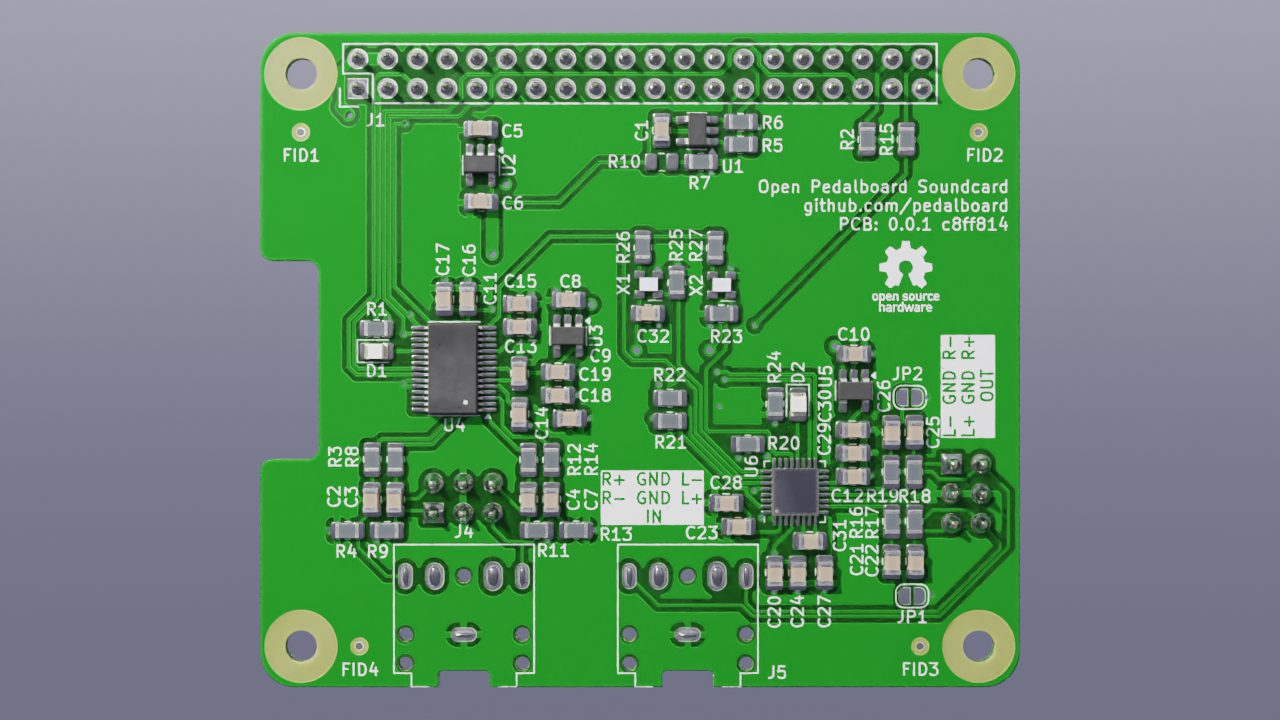 J1
FID1
FID2
C5
U2
C6
C1
R6
R5
U1
R10
R7
R2
R15
Open Pedalboard Soundcard
github.com/pedalboard
PCB: 0.0.1 c8ff814
open source
hardware
C17
C16
C11
C15
C8
U3
C13
C9
C19
C18
C14
R1
D1
U4
R26
R25
R27
X1
X2
C32
R23
R22
R21
R24
D2
U5
C10
C30
C26
C29
C25
JP2
L- GND R-
L+ GND R+
OUT
R3
R8
C2
C3
R4
R9
J4
R12
R14
C4
C7
R11
R13
R+ GND L-
R- GND L+
IN
C28
C23
U6
R20
C12
R19
R18
C31
R16
R17
C21
C22
C20
C24
C27
JP1
FID4
J5
FID3